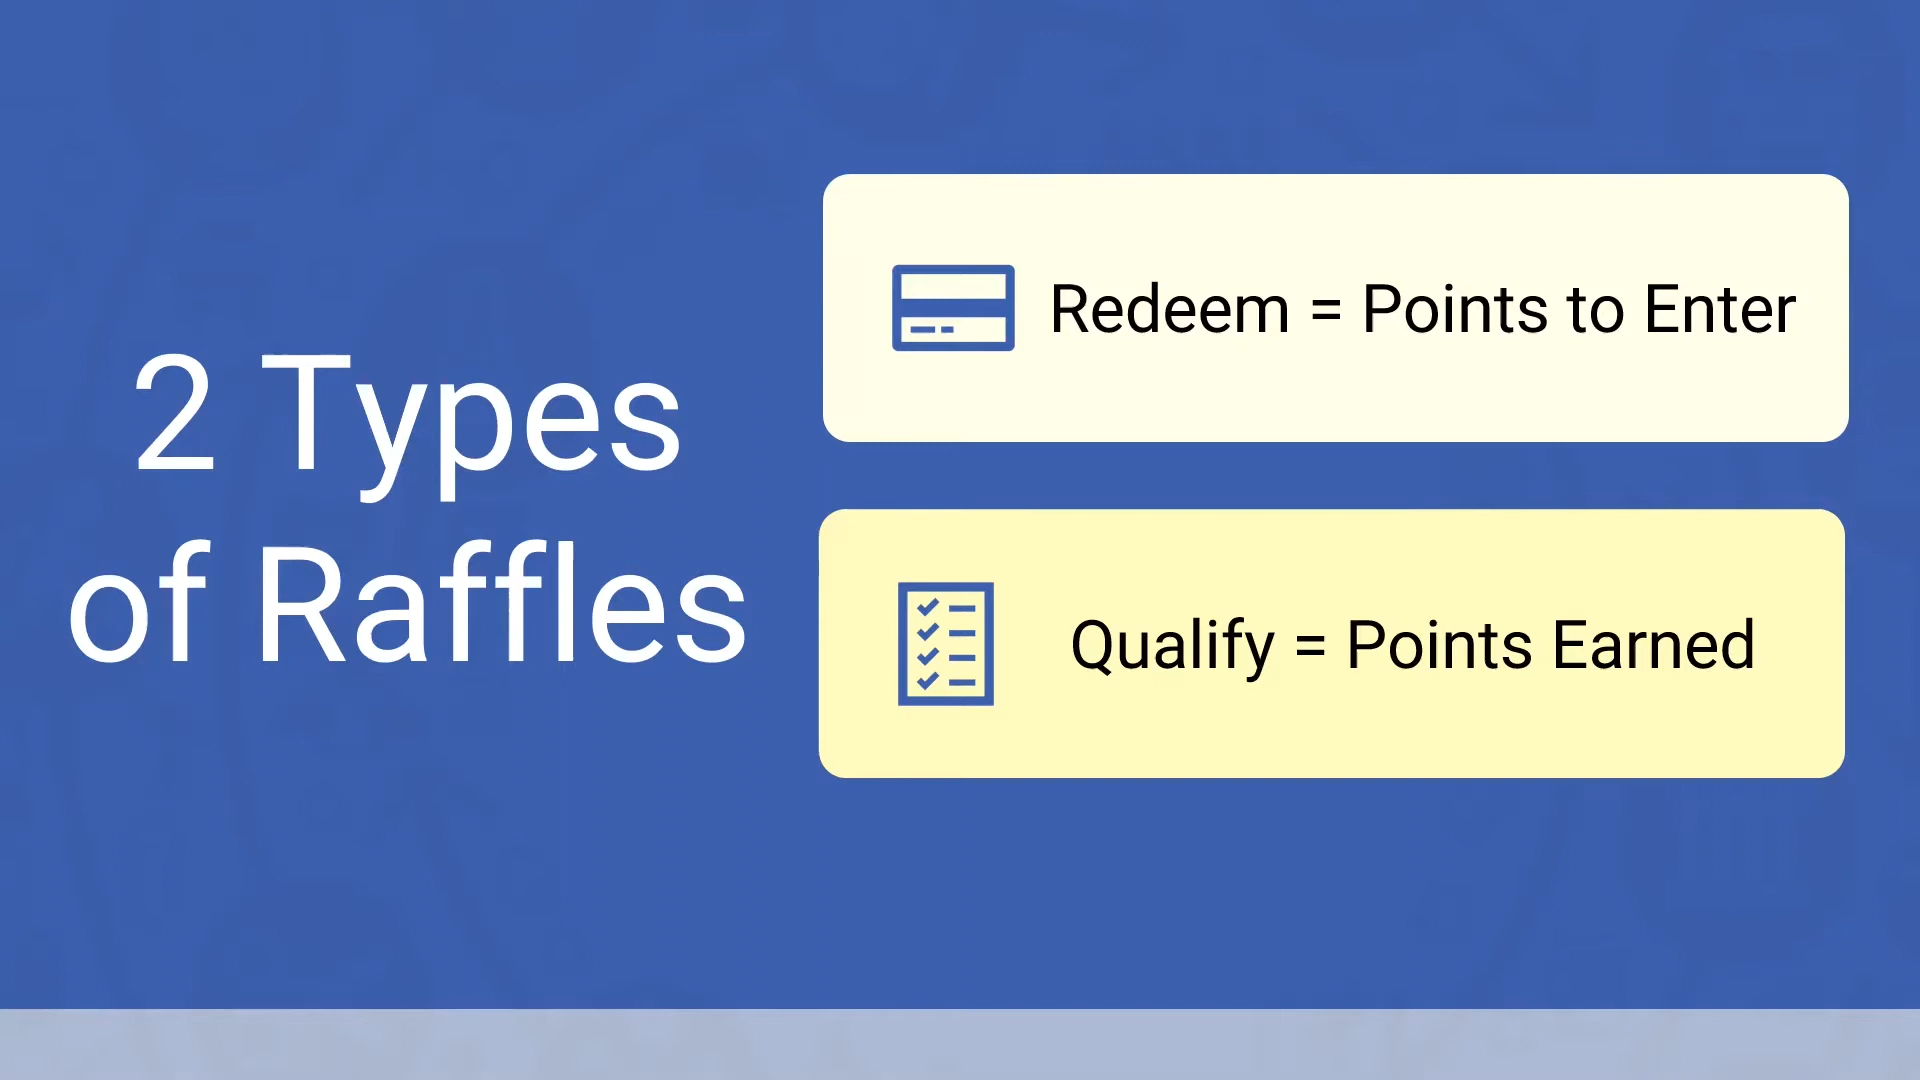 2 Types
of Raffles
Redeem = Points to Enter
Qualify = Points Earned